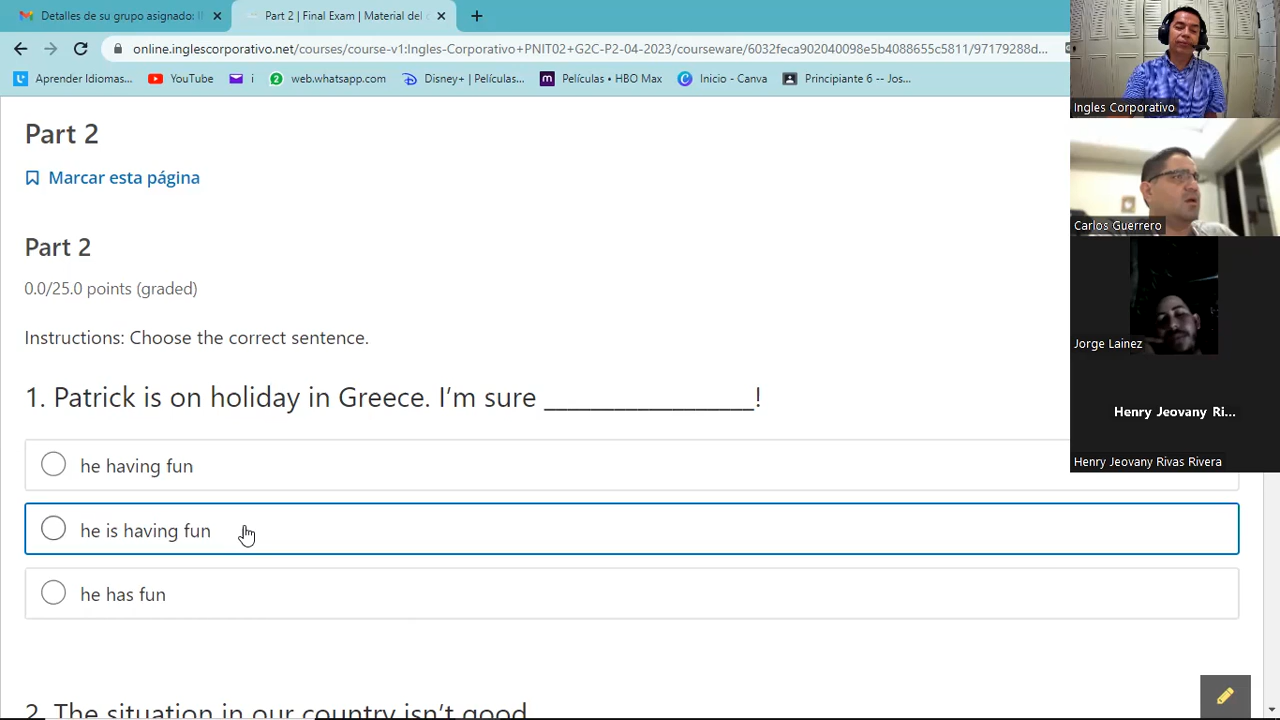 Detalles de su grupo asignado: I
Part 2 | Final Exam | Material de
online.inglescorporativo.net/courses/course-v1:Ingles-Corporativo+PNIT02+G2C-P2-04-2023/courseware/b032feca902040098e5b4088855c5811/97179288d...
Aprender Idiomas...
YouTube
i
web.whatsapp.com
Disney+ | Películas,...
Películas • HBO Max
Inicio - Canva
Principiante 6 -- Jos...
Ingles Corporativo
Carlos Guerrero
Jorge Lainez
Henry Jeovany Ri...
Henry Jeovany Rivas Rivera
Part 2
Marcar esta página
Part 2
0.0/25.0 points (graded)
Instructions: Choose the correct sentence.
1. Patrick is on holiday in Greece. I'm sure __________________!
he having fun
he is having fun
he has fun
2. The situation in our country isn't good.